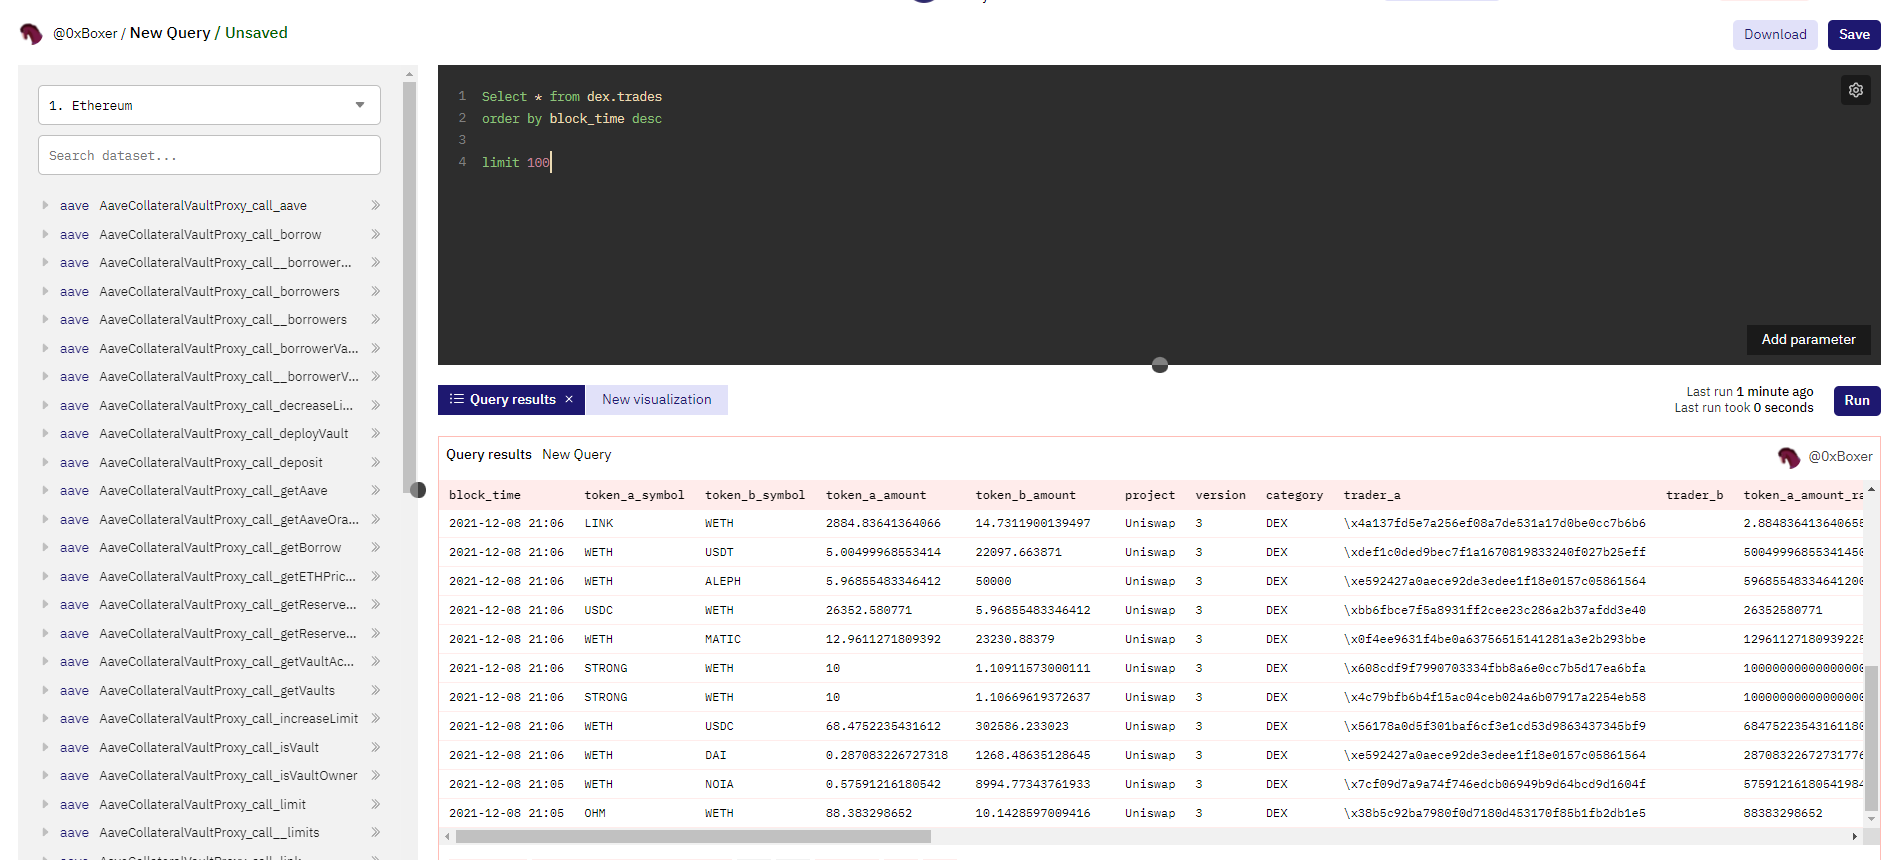 @0xBoxer / New Query / Unsaved
Download
Save
1. Ethereum
Search dataset...
aave AaveCollateralVaultProxy_call_aave
aave AaveCollateralVaultProxy_call_borrow
aave AaveCollateralVaultProxy_call__borrower...
aave AaveCollateralVaultProxy_call_borrowers
aave AaveCollateralVaultProxy_call__borrowers
aave AaveCollateralVaultProxy_call_borrowerVa...
aave AaveCollateralVaultProxy_call__borrowerV...
aave AaveCollateralVaultProxy_call_decreaseLi...
aave AaveCollateralVaultProxy_call_deployVault
aave AaveCollateralVaultProxy_call_deposit
aave AaveCollateralVaultProxy_call_getAave
aave AaveCollateralVaultProxy_call_getAaveOra...
aave AaveCollateralVaultProxy_call_getBorrow
aave AaveCollateralVaultProxy_call_getETHPric...
aave AaveCollateralVaultProxy_call_getReserve...
aave AaveCollateralVaultProxy_call_getReserve...
aave AaveCollateralVaultProxy_call_getVaultAc...
aave AaveCollateralVaultProxy_call_getVaults
aave AaveCollateralVaultProxy_call_increaseLimit
aave AaveCollateralVaultProxy_call_isVault
aave AaveCollateralVaultProxy_call_isVaultOwner
aave AaveCollateralVaultProxy_call_limit
aave AaveCollateralVaultProxy_call__limits
1 Select * from dex.trades
2 order by block_time desc
3
4 limit 100
Add parameter
Query results ×
New visualization
Last run 1 minute ago
Last run took 0 seconds
Run
Query results New Query
@0xBoxer
block_time token_a_symbol token_b_symbol token_a_amount token_b_amount project version category trader_a trader_b token_a_amount_ra
2021-12-08 21:06 LINK WETH 2884.83641364066 14.7311900139497 Uniswap 3 DEX \x4a137fd5e7a256ef08a7de531a17d0be0cc7b6b6 2.884836413640658
2021-12-08 21:06 WETH USDT 5.00499968553414 22097.663871 Uniswap 3 DEX \xdef1c0ded9bec7f1a1670819833240f027b25eff 50049996855341450
2021-12-08 21:06 WETH ALEPH 5.96855483346412 50000 Uniswap 3 DEX \xe592427a0aece92de3edee1f18e0157c05861564 59685548334641200
2021-12-08 21:06 USDC WETH 26352.580771 5.96855483346412 Uniswap 3 DEX \xbb6fbce7f5a8931ff2cee23c286a2b37afdd3e40 26352580771
2021-12-08 21:06 WETH MATIC 12.9611271809392 23230.88379 Uniswap 3 DEX \x0f4ee9631f4be0a63756515141281a3e2b293bbe 12961127180939228
2021-12-08 21:06 STRONG WETH 10 1.10911573000111 Uniswap 3 DEX \x608cdf9f7990703334fbb8a6e0cc7b5d17ea6bfa 10000000000000000
2021-12-08 21:06 STRONG WETH 10 1.10669619372637 Uniswap 3 DEX \x4c79bfb6b4f15ac04ceb024a6b07917a2254eb58 10000000000000000
2021-12-08 21:06 WETH USDC 68.4752235431612 302586.233023 Uniswap 3 DEX \x56178a0d5f301baf6cf3e1cd53d9863437345bf9 68475223543161180
2021-12-08 21:06 WETH DAI 0.287083226727318 1268.48635128645 Uniswap 3 DEX \xe592427a0aece92de3edee1f18e0157c05861564 287083226727317​76
2021-12-08 21:05 WETH NOIA 0.57591216180542 8994.77343761933 Uniswap 3 DEX \x7cf09d7a9a74f746edcb06949b9d64bcd9d1604f 57591216180541984
2021-12-08 21:05 OHM WETH 88.383298652 10.1428597009416 Uniswap 3 DEX \x38b5c92ba7980f0d7180d453170f85b1fb2db1e5 88383298652